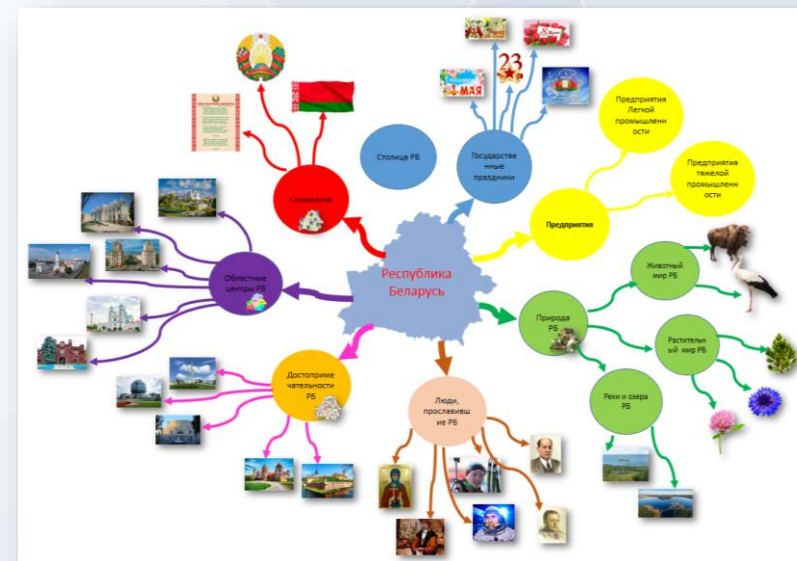 23
1 МАЯ
8
Столица РБ
Государстве
нные
праздники
Предприятия
Легкой
промышленн
ости
Предприятия
тяжелой
промышленн
ости
Символика
Предприятия
Республика
Беларусь
Животный
мир РБ
Областные
центры РБ
Природа
РБ
Растительн
ый мир РБ
Достоприме
чательности
РБ
Люди,
прославивш
ие РБ
Реки и озера
РБ